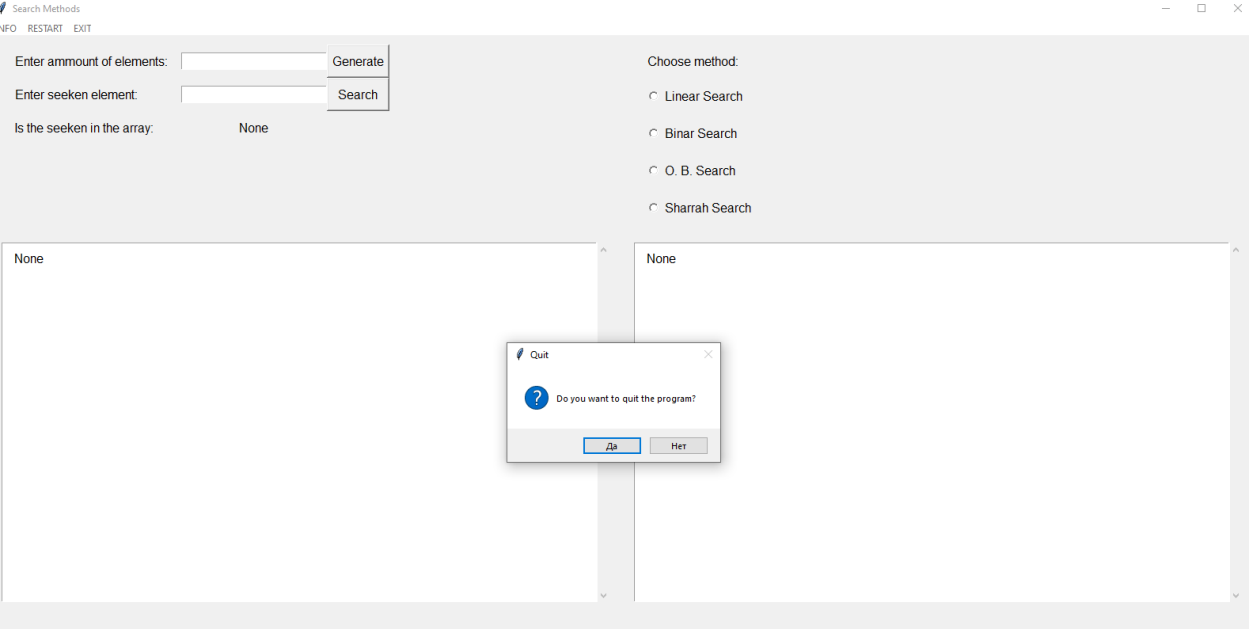 Search Methods
NFO RESTART EXIT
Enter ammount of elements: Generate
Enter seeken element: Search
Is the seeken in the array: None
Choose method:
Linear Search
Binar Search
O. B. Search
Sharrah Search
None
None
Quit
Do you want to quit the program?
Да Нет